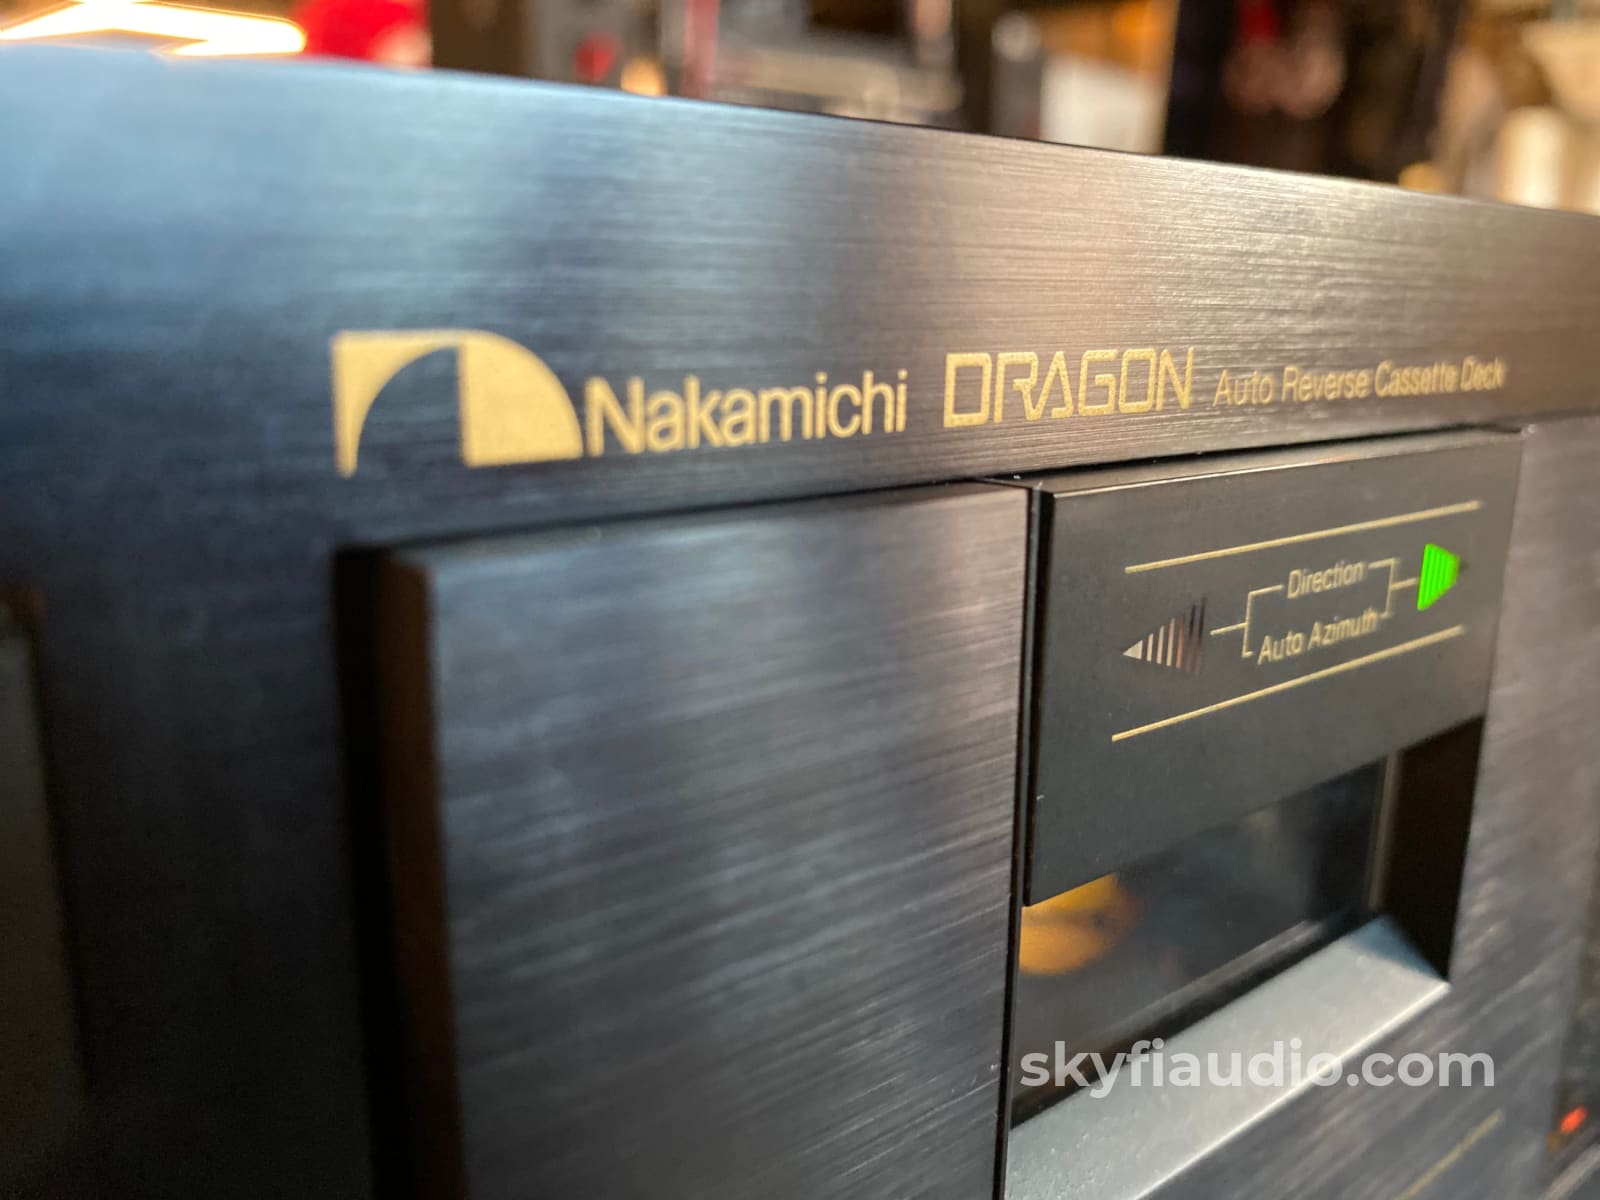 Nakamichi DRAGON Auto Reverse Cassette Deck
Direction
Auto Azimuth
skyfiaudio.com